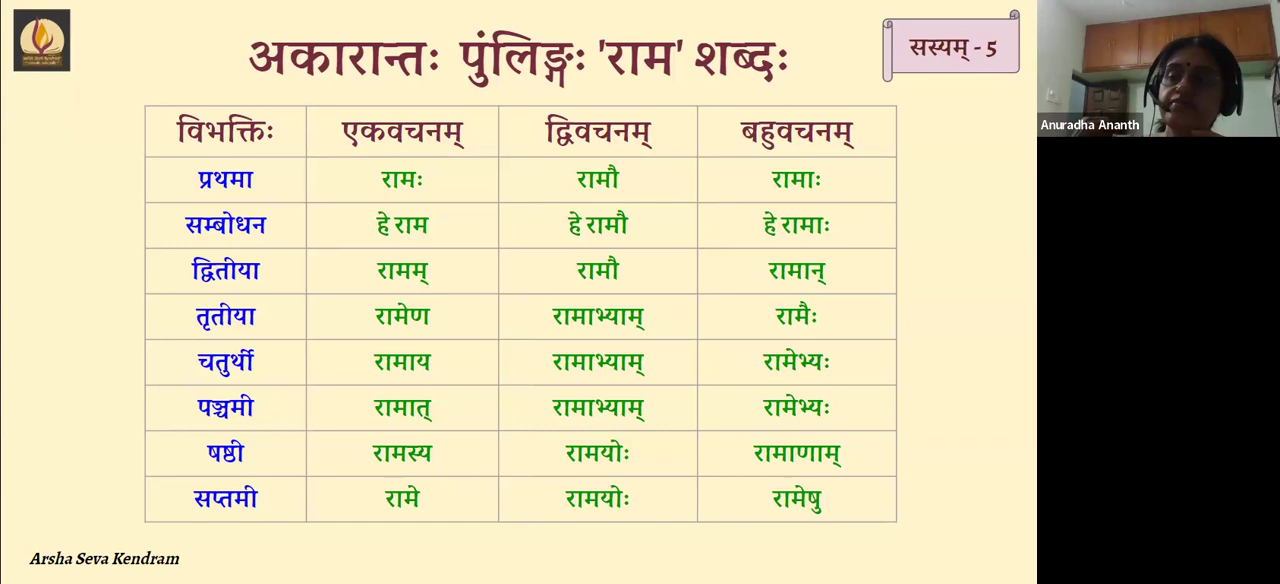 अकारान्तः पुंलिङ्गः 'राम' शब्दः
सस्यम् - 5
विभक्तिः एकवचनम् द्विवचनम् बहुवचनम्
प्रथमा रामः रामौ रामाः
सम्बोधन हे राम हे रामौ हे रामाः
द्वितीया रामम् रामौ रामान्
तृतीया रामेण रामाभ्याम् रामैः
चतुर्थी रामाय रामाभ्याम् रामेभ्यः
पञ्चमी रामात् रामाभ्याम् रामेभ्यः
षष्ठी रामस्य रामयोः रामाणाम्
सप्तमी रामे रामयोः रामेषु
Arsha Seva Kendram
Anuradha Ananth